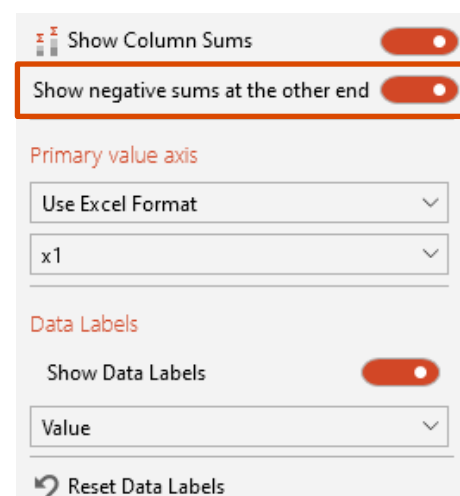 Show Column Sums
Show negative sums at the other end
Primary value axis
Use Excel Format
x1
Data Labels
Show Data Labels
Value
Reset Data Labels